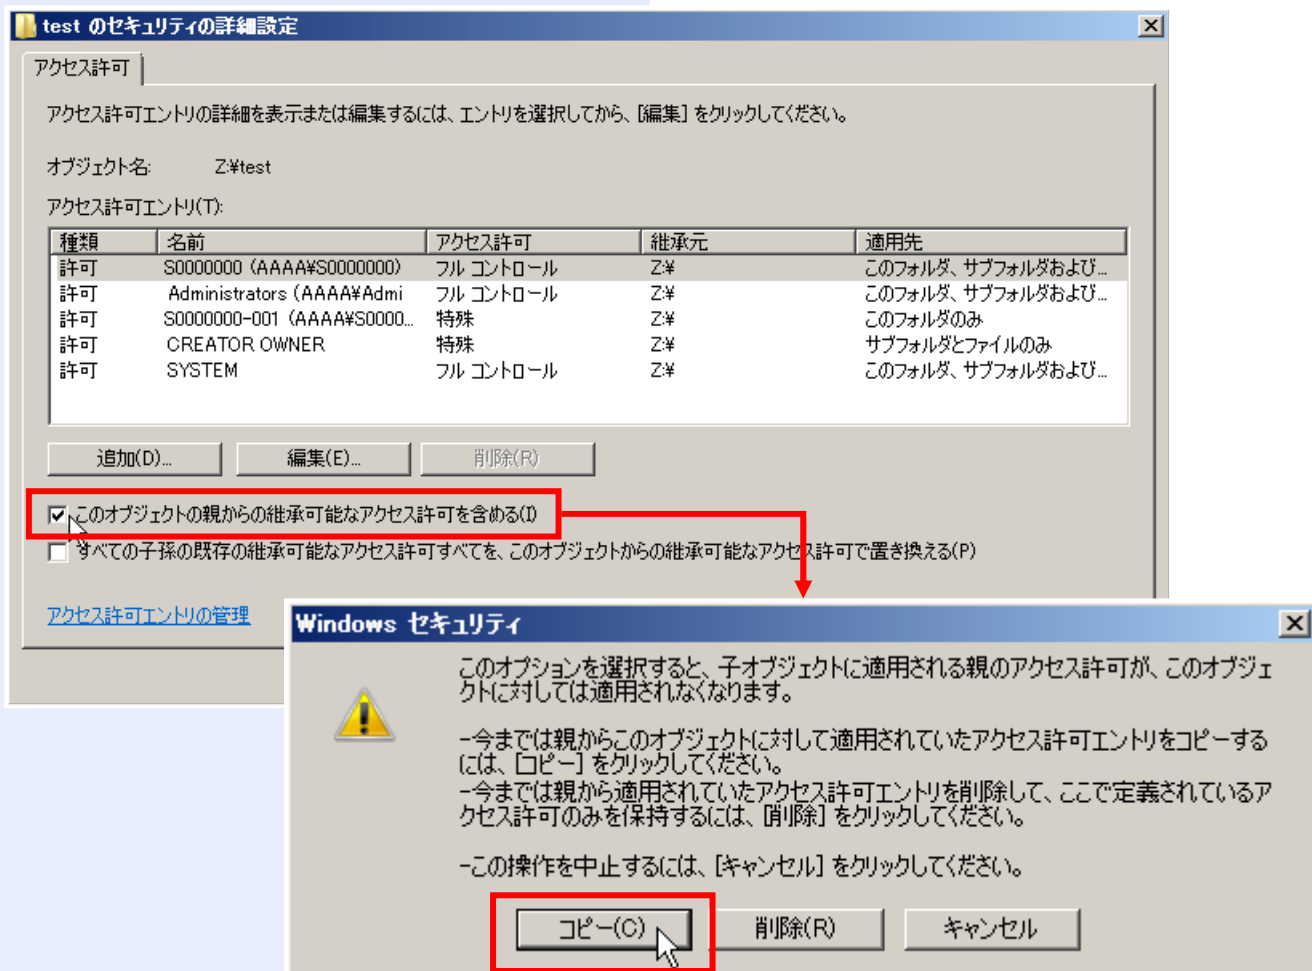 test のセキュリティの詳細設定
アクセス許可
アクセス許可エントリの詳細を表示または編集するには、エントリを選択してから、[編集] をクリックしてください。
オブジェクト名: Z:¥test
アクセス許可エントリ(T):
種類 名前 アクセス許可 継承元 適用先
許可 S0000000 (AAAA¥S0000000) フル コントロール Z:¥ このフォルダ、サブフォルダおよび...
許可 Administrators (AAAA¥Admi フル コントロール Z:¥ このフォルダ、サブフォルダおよび...
許可 S0000000-001 (AAAA¥S0000... 特殊 Z:¥ このフォルダのみ
許可 CREATOR OWNER 特殊 Z:¥ サブフォルダとファイルのみ
許可 SYSTEM フル コントロール Z:¥ このフォルダ、サブフォルダおよび...
追加(D)... 編集(E)... 削除(R)
このオブジェクトの親からの継承可能なアクセス許可を含める(I)
すべての子孫の既存の継承可能なアクセス許可すべてを、このオブジェクトからの継承可能なアクセス許可で置き換える(P)
アクセス許可エントリの管理
Windows セキュリティ
このオプションを選択すると、子オブジェクトに適用される親のアクセス許可が、このオブジェ
クトに対しては適用されなくなります。
-今までは親からこのオブジェクトに対して適用されていたアクセス許可エントリをコピーする
には、[コピー] をクリックしてください。
-今までは親から適用されていたアクセス許可エントリを削除して、ここで定義されているア
クセス許可のみを保持するには、[削除] をクリックしてください。
-この操作を中止するには、[キャンセル] をクリックしてください。
コピー(C) 削除(R) キャンセル